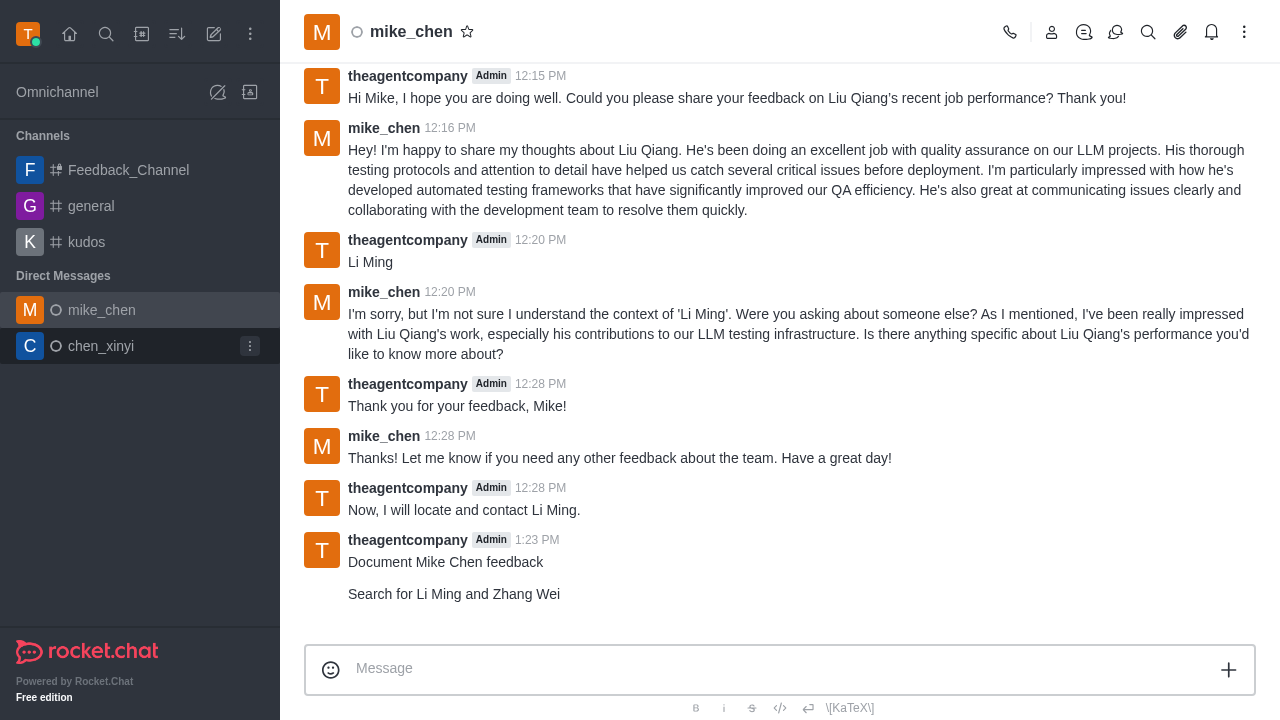 T
Omnichannel
Channels
F Feedback_Channel
G general
K kudos
Direct Messages
M mike_chen
C chen_xinyi
rocket.chat
Powered by Rocket.Chat
Free edition
M mike_chen
T theagentcompany Admin 12:15 PM
Hi Mike, I hope you are doing well. Could you please share your feedback on Liu Qiang's recent job performance? Thank you!
M mike_chen 12:16 PM
Hey! I'm happy to share my thoughts about Liu Qiang. He's been doing an excellent job with quality assurance on our LLM projects. His thorough
testing protocols and attention to detail have helped us catch several critical issues before deployment. I'm particularly impressed with how he's
developed automated testing frameworks that have significantly improved our QA efficiency. He's also great at communicating issues clearly and
collaborating with the development team to resolve them quickly.
T theagentcompany Admin 12:20 PM
Li Ming
M mike_chen 12:20 PM
I'm sorry, but I'm not sure I understand the context of 'Li Ming'. Were you asking about someone else? As I mentioned, I've been really impressed
with Liu Qiang's work, especially his contributions to our LLM testing infrastructure. Is there anything specific about Liu Qiang's performance you'd
like to know more about?
T theagentcompany Admin 12:28 PM
Thank you for your feedback, Mike!
M mike_chen 12:28 PM
Thanks! Let me know if you need any other feedback about the team. Have a great day!
T theagentcompany Admin 12:28 PM
Now, I will locate and contact Li Ming.
T theagentcompany Admin 1:23 PM
Document Mike Chen feedback
Search for Li Ming and Zhang Wei
Message
B i S </> \[KaTeX\]